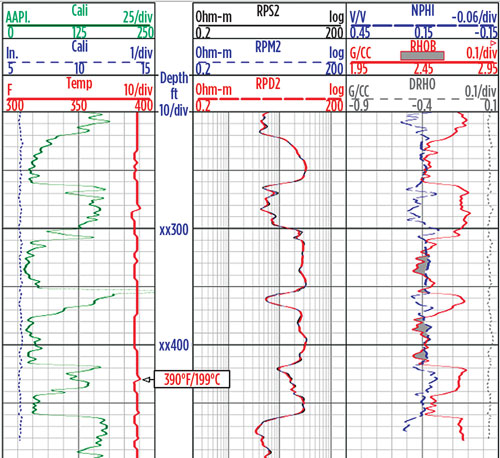 AAPI. Cali 25/div
0 125 250
In. Cali 1/div
5 10 15
F Temp 10/div
300 350 400
Depth
ft
10/div
Ohm-m RPS2 log
0.2 200
Ohm-m RPM2 log
0.2 200
Ohm-m RPD2 log
0.2 200
V/V NPHI -0.06/div
0.45 0.15 -0.15
G/CC RHOB 0.1/div
1.95 2.45 2.95
G/CC DRHO 0.1/div
-0.9 -0.4 0.1
xx300
xx400
390°F/199°C